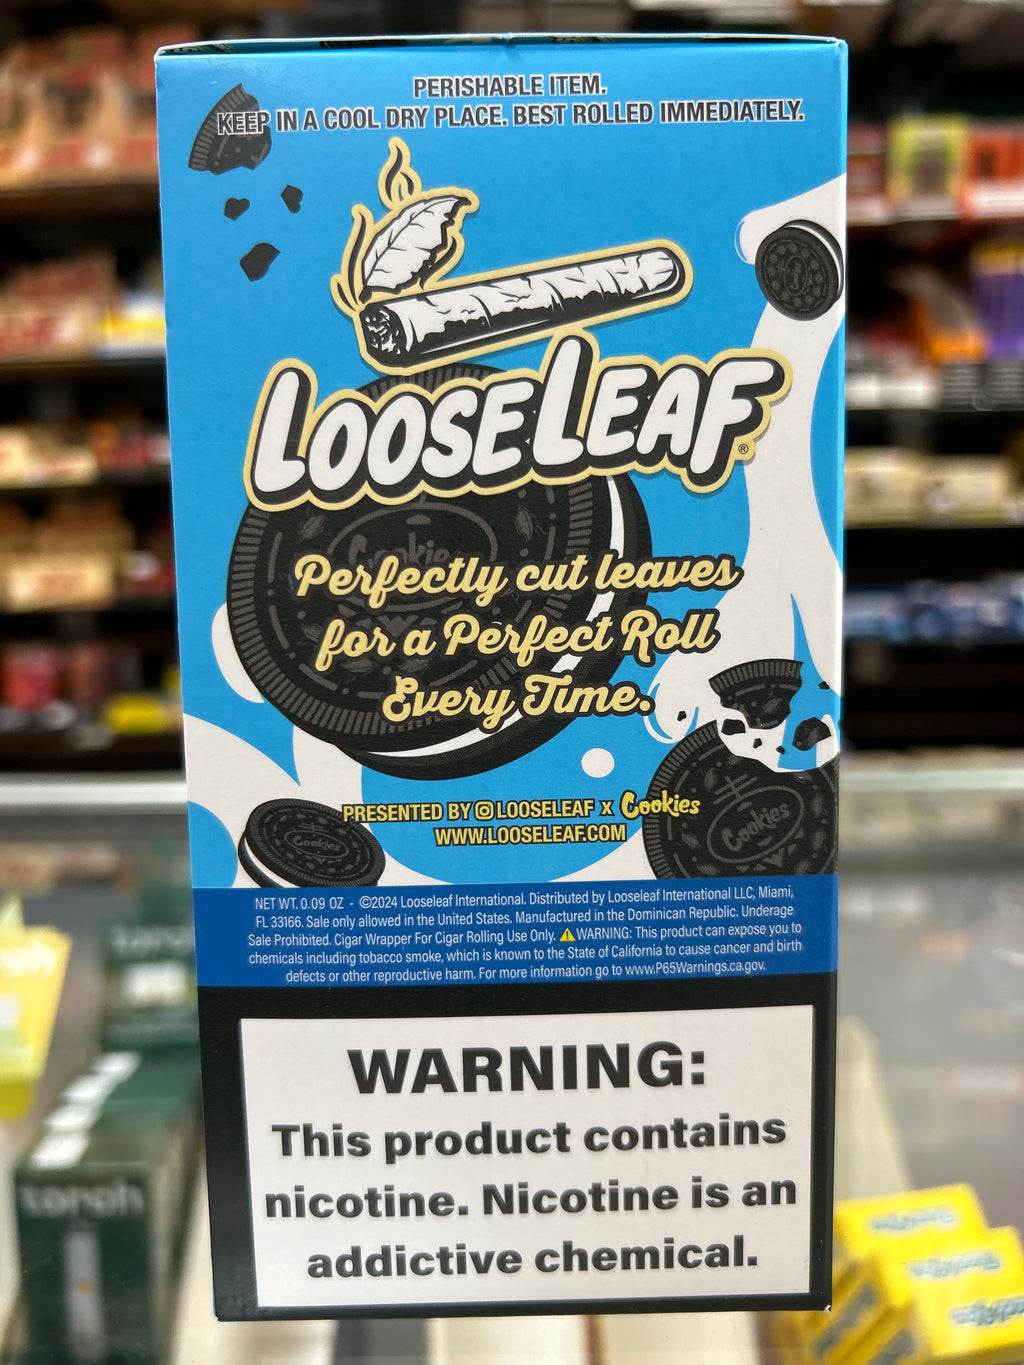 PERISHABLE ITEM.
KEEP IN A COOL DRY PLACE. BEST ROLLED IMMEDIATELY.
LOOSELEAF®
Cookies
Cookies
Perfectly cut leaves
for a Perfect Roll
Every Time.
PRESENTED BY LOOSELEAF x Cookies
WWW.LOOSELEAF.COM
Cookies
Cookies
NET WT. 0.09 OZ - ©2024 Looseleaf International. Distributed by Looseleaf International LLC, Miami,
FL 33166. Sale only allowed in the United States. Manufactured in the Dominican Republic. Underage
Sale Prohibited. Cigar Wrapper For Cigar Rolling Use Only. ⚠WARNING: This product can expose you to
chemicals including tobacco smoke, which is known to the State of California to cause cancer and birth
defects or other reproductive harm. For more information go to www.P65Warnings.ca.gov.
WARNING:
This product contains
nicotine. Nicotine is an
addictive chemical.
torch